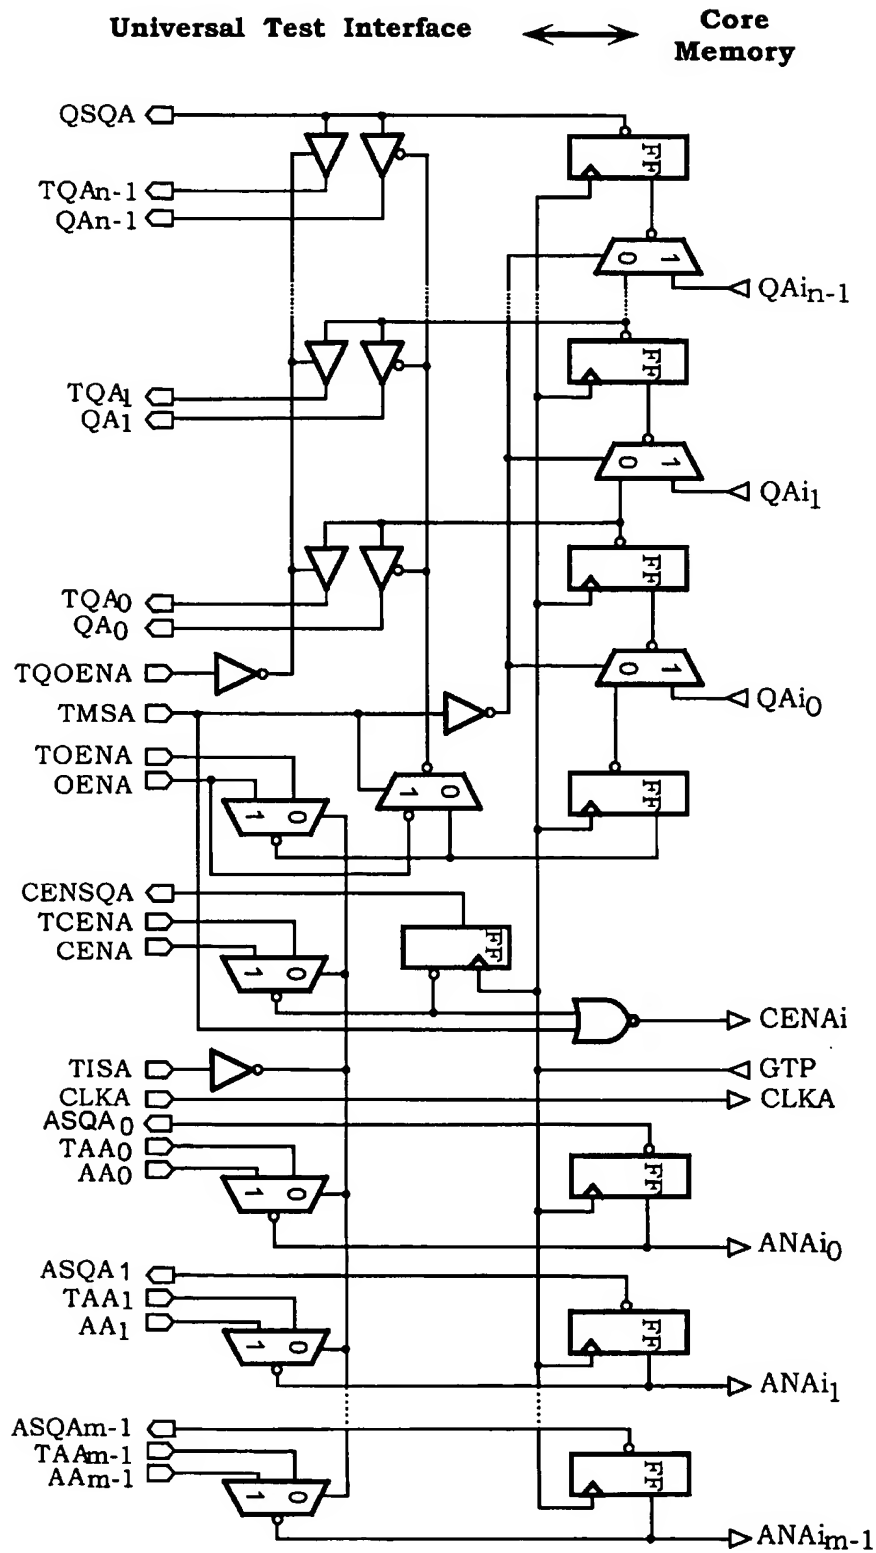 Universal Test Interface
Core
Memory
QSQA
FF
TQAn-1
QAn-1
0 1
QAin-1
FF
TQA1
QA1
0 1
QAi1
FF
TQA0
QA0
TQOENA
0 1
QAi0
TMSA
TOENA
OENA
1 0
1 0
FF
CENSQA
TCENA
CENA
FF
1 0
CENAi
TISA
GTP
CLKA
CLKA
ASQA0
TAA0
AA0
1 0
FF
ANAi0
ASQA1
TAA1
AA1
1 0
FF
ANAi1
ASQAm-1
TAAm-1
AAm-1
1 0
FF
ANAim-1